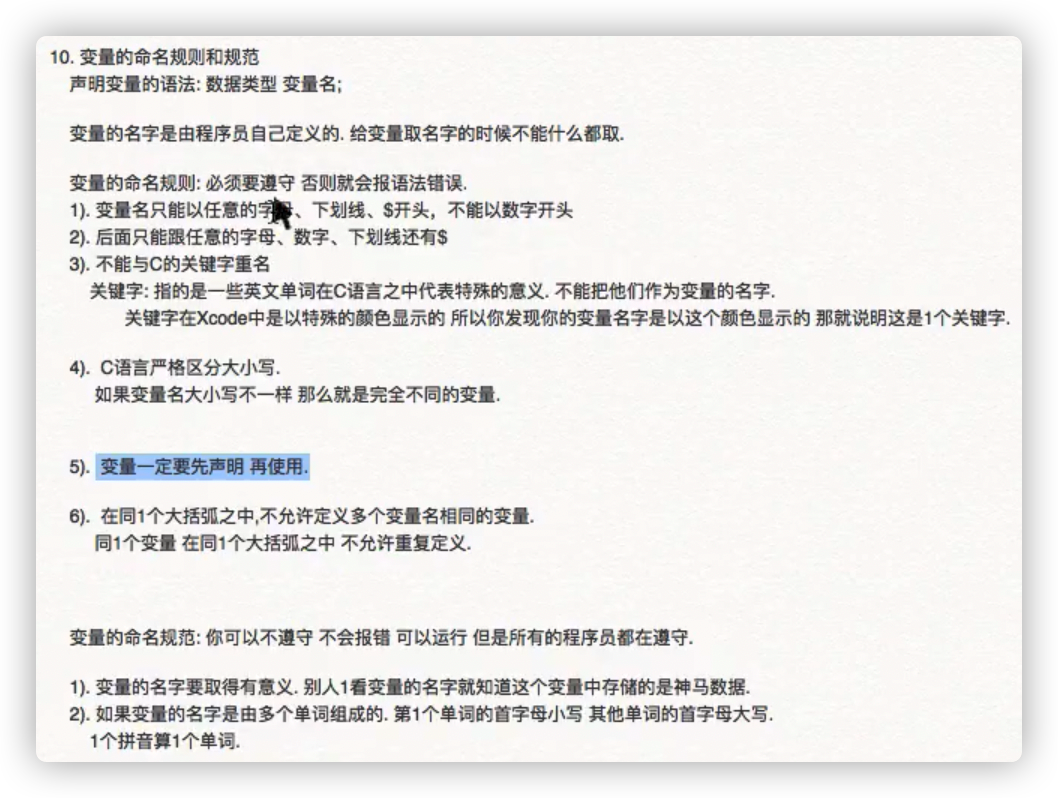 10. 变量的命名规则和规范
声明变量的语法: 数据类型 变量名;
变量的名字是由程序员自己定义的. 给变量取名字的时候不能什么都取.
变量的命名规则: 必须要遵守 否则就会报语法错误.
1). 变量名只能以任意的字母、下划线、$开头，不能以数字开头
2). 后面只能跟任意的字母、数字、下划线还有$
3). 不能与C的关键字重名
关键字: 指的是一些英文单词在C语言之中代表特殊的意义. 不能把他们作为变量的名字.
关键字在Xcode中是以特殊的颜色显示的 所以你发现你的变量名字是以这个颜色显示的 那就说明这是1个关键字.
4). C语言严格区分大小写.
如果变量名大小写不一样 那么就是完全不同的变量.
5). 变量一定要先声明 再使用.
6). 在同1个大括弧之中,不允许定义多个变量名相同的变量.
同1个变量 在同1个大括弧之中 不允许重复定义.
变量的命名规范: 你可以不遵守 不会报错 可以运行 但是所有的程序员都在遵守.
1). 变量的名字要取得有意义. 别人1看变量的名字就知道这个变量中存储的是神马数据.
2). 如果变量的名字是由多个单词组成的. 第1个单词的首字母小写 其他单词的首字母大写.
1个拼音算1个单词.